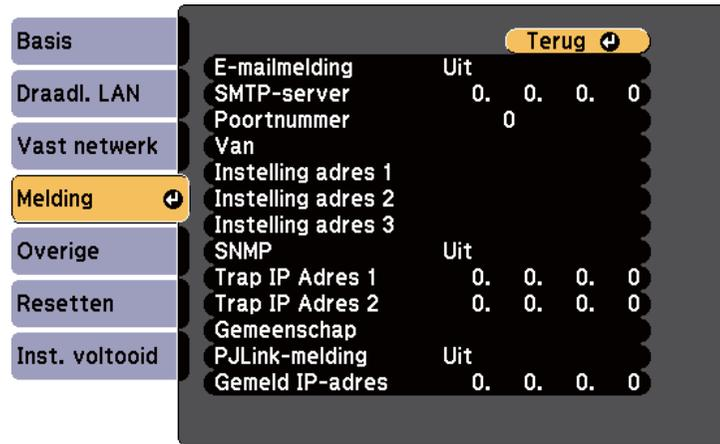 Basis
Draadl. LAN
Vast netwerk
Melding
Overige
Resetten
Inst. voltooid
Terug
E-mailmelding Uit
SMTP-server 0. 0. 0. 0
Poortnummer 0
Van
Instelling adres 1
Instelling adres 2
Instelling adres 3
SNMP Uit
Trap IP Adres 1 0. 0. 0. 0
Trap IP Adres 2 0. 0. 0. 0
Gemeenschap
PJLink-melding Uit
Gemeld IP-adres 0. 0. 0. 0